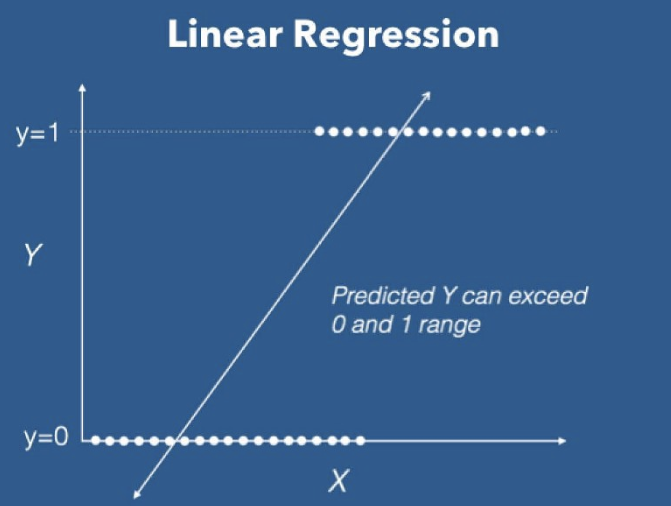 Linear Regression
y=1
Y
Predicted Y can exceed
0 and 1 range
y=0
X